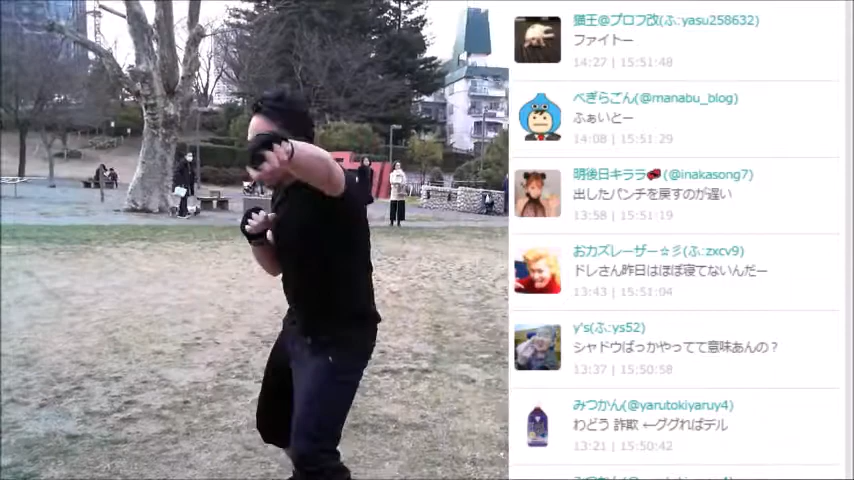 猫王@プロフ改(ふ:yasu258632)
ファイトー
14:27 | 15:51:48
べぎらごん(@manabu_blog)
ふぁいとー
14:08 | 15:51:29
明後日キララ(@inakasong7)
出したパンチを戻すのが遅い
13:58 | 15:51:19
おカズレーザー☆彡(ふ:zxcv9)
ドレさん昨日はほぼ寝てないんだー
13:43 | 15:51:04
y's(ふ:ys52)
シャドウばっかやってて意味あんの?
13:37 | 15:50:58
みつかん(@yarutokiyaruy4)
わどう 詐欺 ←ググればデル
13:21 | 15:50:42